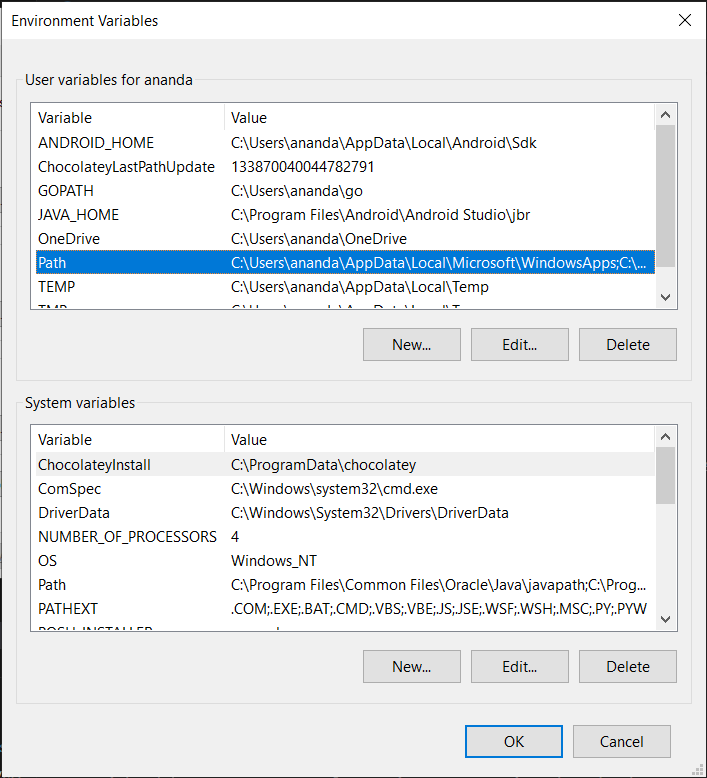 Environment Variables
User variables for ananda
Variable Value
ANDROID_HOME C:\Users\ananda\AppData\Local\Android\Sdk
ChocolateyLastPathUpdate 133870040044782791
GOPATH C:\Users\ananda\go
JAVA_HOME C:\Program Files\Android\Android Studio\jbr
OneDrive C:\Users\ananda\OneDrive
Path C:\Users\ananda\AppData\Local\Microsoft\WindowsApps;C:\...
TEMP C:\Users\ananda\AppData\Local\Temp
New... Edit... Delete
System variables
Variable Value
ChocolateyInstall C:\ProgramData\chocolatey
ComSpec C:\Windows\system32\cmd.exe
DriverData C:\Windows\System32\Drivers\DriverData
NUMBER_OF_PROCESSORS 4
OS Windows_NT
Path C:\Program Files\Common Files\Oracle\Java\javapath;C:\Prog...
PATHEXT .COM;.EXE;.BAT;.CMD;.VBS;.VBE;.JS;.JSE;.WSF;.WSH;.MSC;.PY;.PYW
New... Edit... Delete
OK Cancel